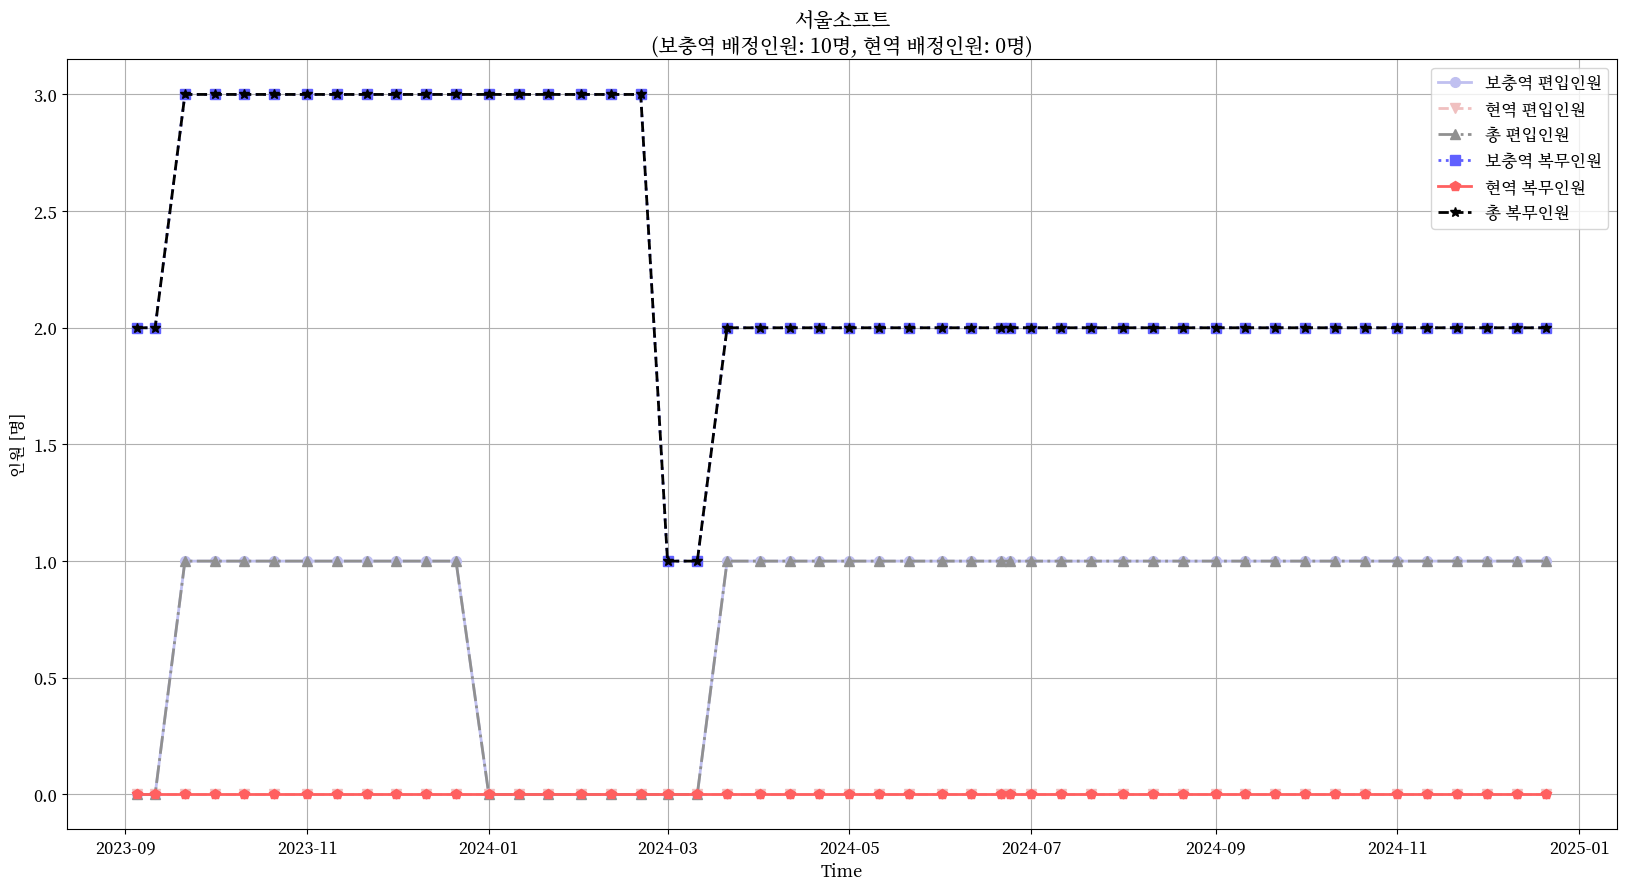 서울소프트
(보충역 배정인원: 10명, 현역 배정인원: 0명)
보충역 편입인원
현역 편입인원
총 편입인원
보충역 복무인원
현역 복무인원
총 복무인원
인원 [명]
3.0
2.5
2.0
1.5
1.0
0.5
0.0
2023-09
2023-11
2024-01
2024-03
2024-05
2024-07
2024-09
2024-11
2025-01
Time